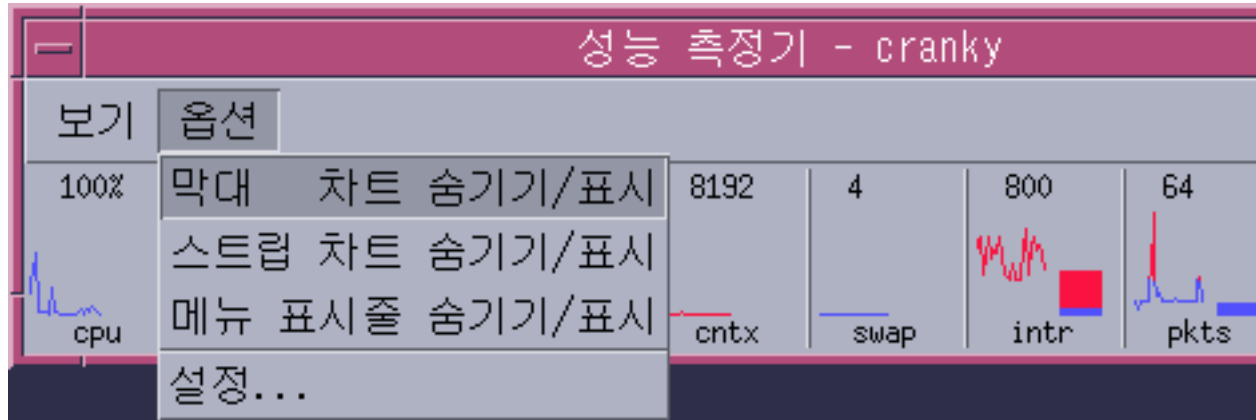 성능 측정기 - cranky
보기 옵션
막대 차트 숨기기/표시
스트립 차트 숨기기/표시
메뉴 표시줄 숨기기/표시
설정...
100% 8192 4 800 64
cpu cntx swap intr pkts